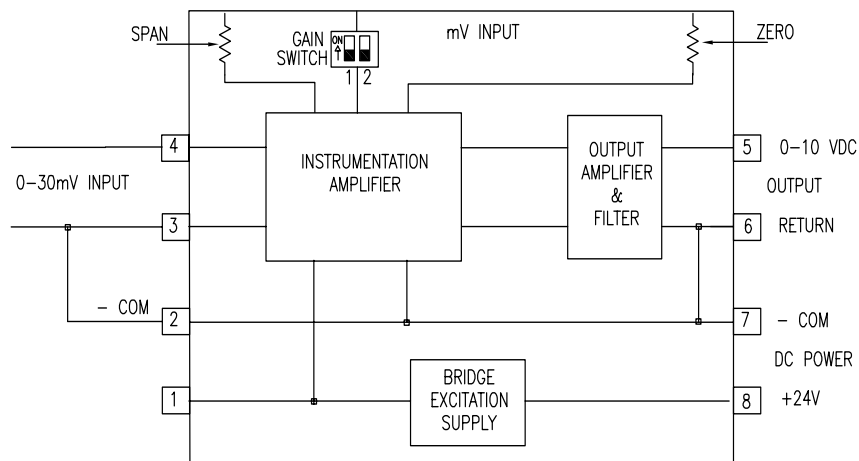 SPAN
GAIN
SWITCH
ON
1 2
mV INPUT
ZERO
4
INSTRUMENTATION
AMPLIFIER
OUTPUT
AMPLIFIER
&
FILTER
5
0-10 VDC
0-30mV INPUT
OUTPUT
3
6
RETURN
- COM
2
7
- COM
DC POWER
1
BRIDGE
EXCITATION
SUPPLY
8
+24V